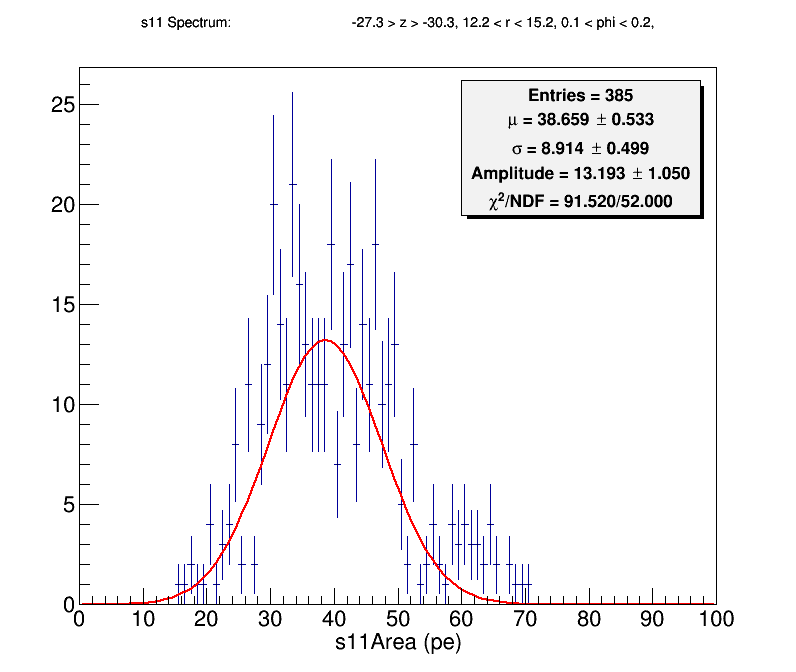 s11 Spectrum: -27.3 > z > -30.3, 12.2 < r < 15.2, 0.1 < phi < 0.2,
Entries = 385
μ = 38.659 ± 0.533
σ = 8.914 ± 0.499
Amplitude = 13.193 ± 1.050
χ²/NDF = 91.520/52.000
25
20
15
10
5
0
0 10 20 30 40 50 60 70 80 90 100
s11Area (pe)